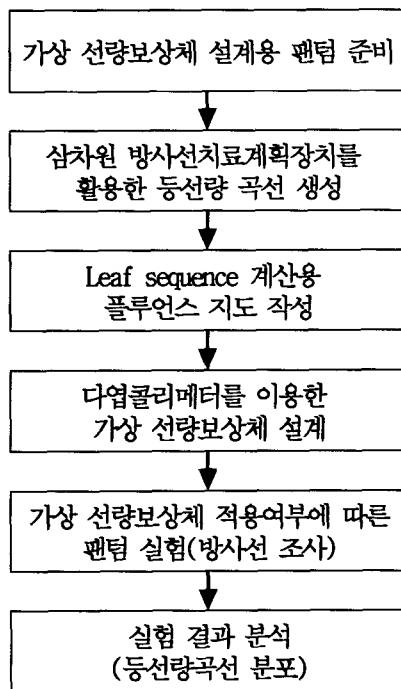 가상 선량보상체 설계용 팬텀 준비
삼차원 방사선치료계획장치를
활용한 등선량 곡선 생성
Leaf sequence 계산용
플루언스 지도 작성
다엽콜리메터를 이용한
가상 선량보상체 설계
가상 선량보상체 적용여부에 따른
팬텀 실험(방사선 조사)
실험 결과 분석
(등선량곡선 분포)